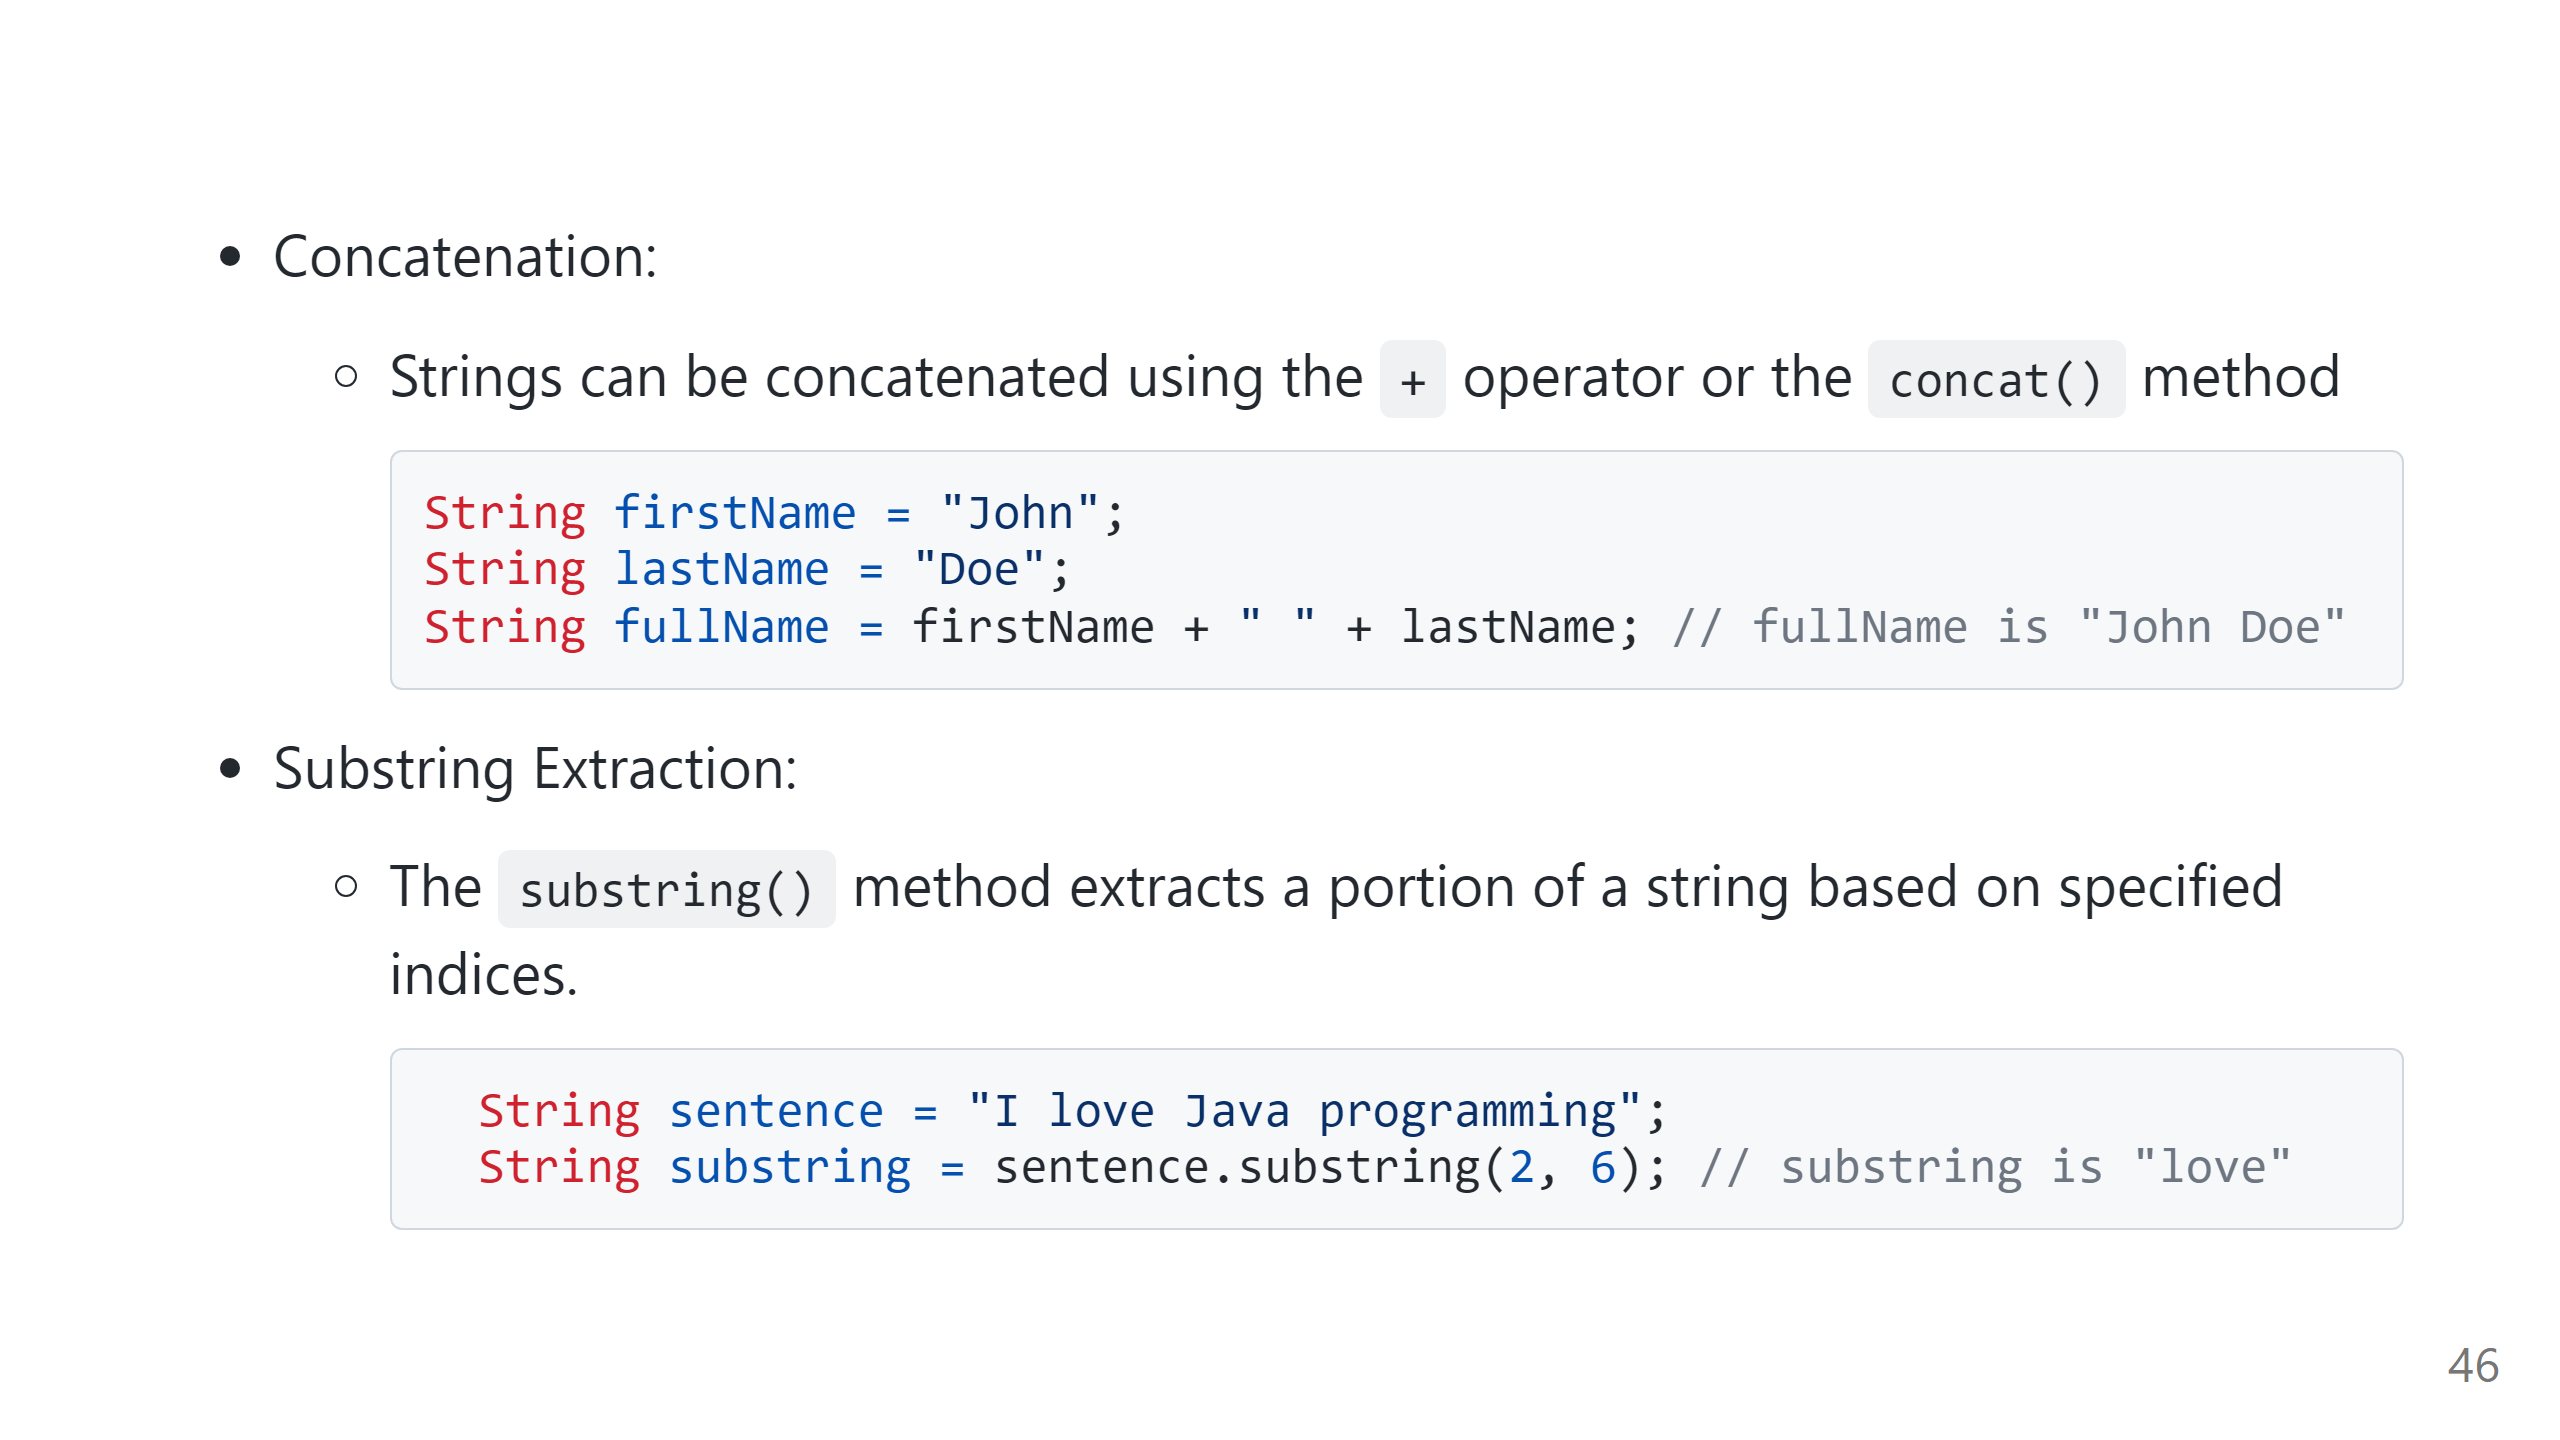 Concatenation:
Strings can be concatenated using the + operator or the concat() method
String firstName = "John";
String lastName = "Doe";
String fullName = firstName + " " + lastName; // fullName is "John Doe"
Substring Extraction:
The substring() method extracts a portion of a string based on specified
indices.
String sentence = "I love Java programming";
String substring = sentence.substring(2, 6); // substring is "love"
46